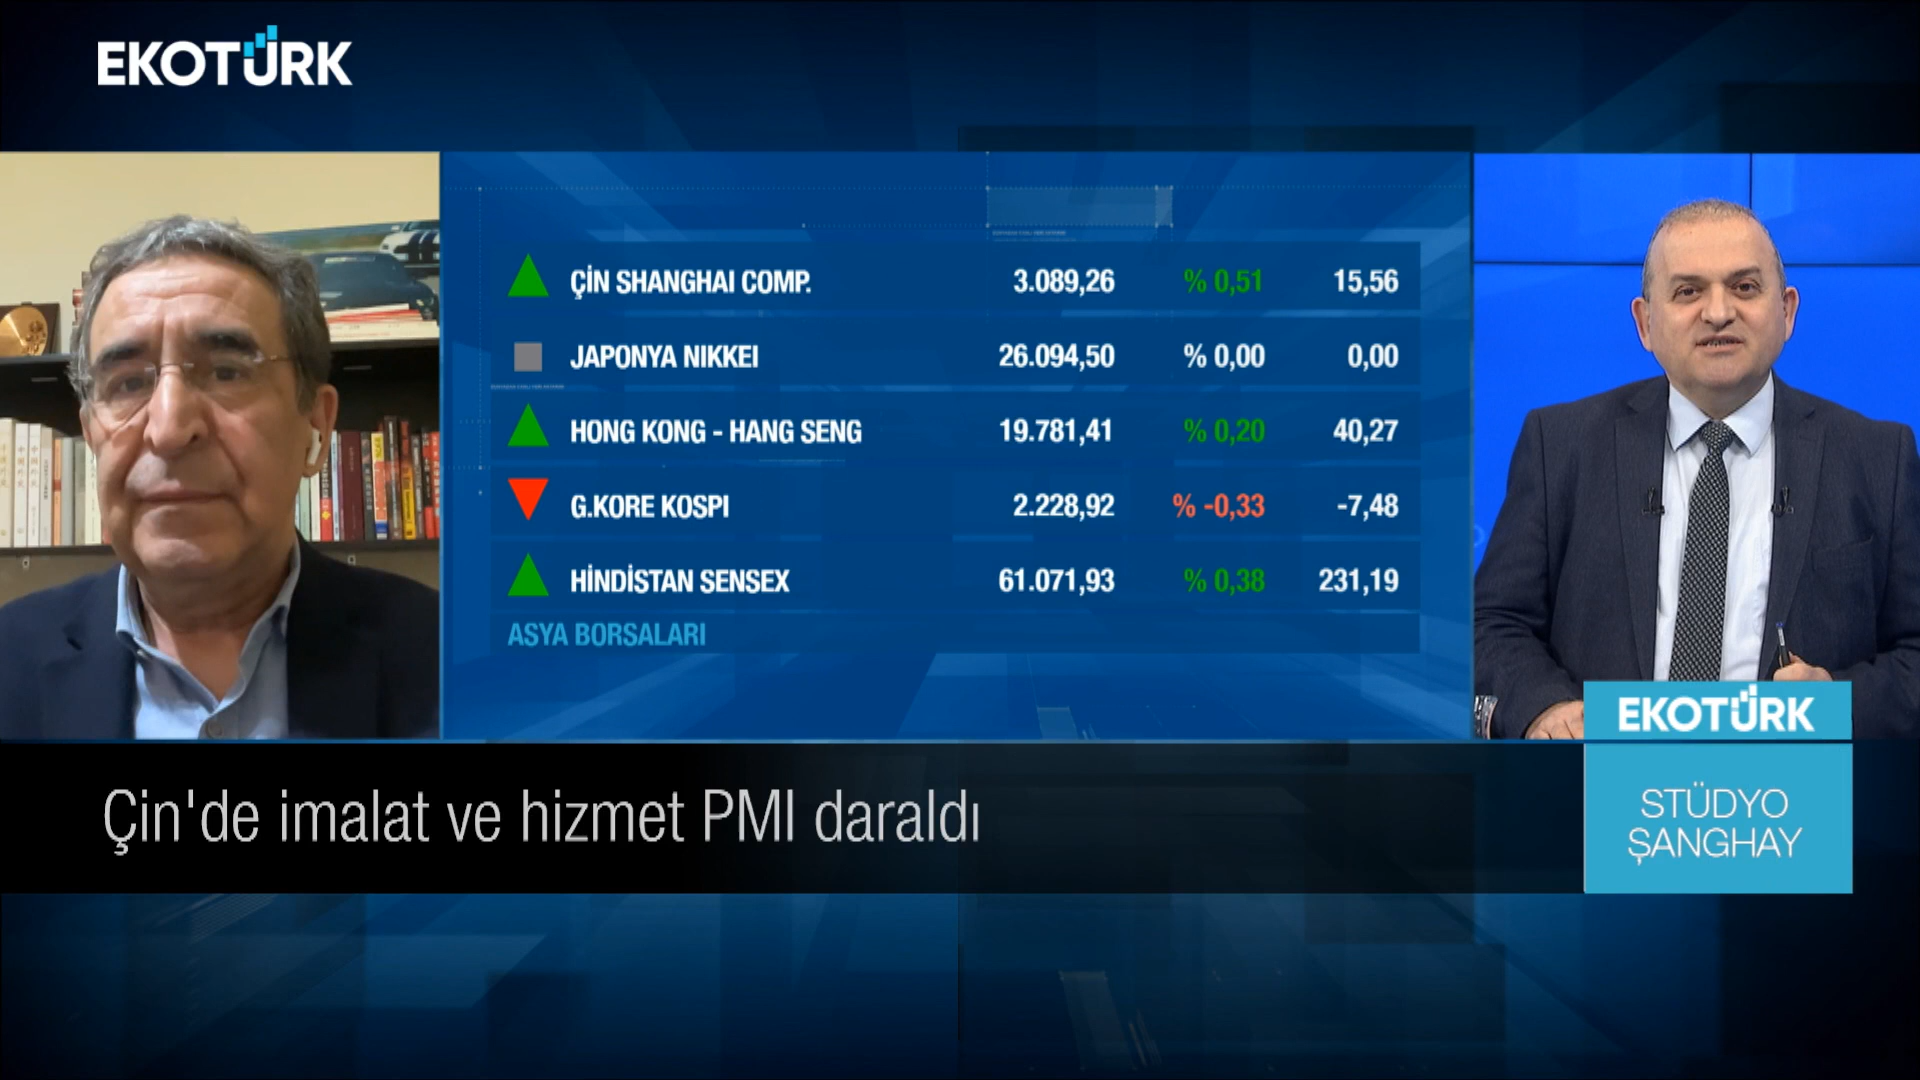 EKOTÜRK
ÇİN SHANGHAI COMP. 3.089,26 % 0,51 15,56
JAPONYA NIKKEI 26.094,50 % 0,00 0,00
HONG KONG - HANG SENG 19.781,41 % 0,20 40,27
G.KORE KOSPI 2.228,92 % -0,33 -7,48
HİNDİSTAN SENSEX 61.071,93 % 0,38 231,19
ASYA BORSALARI
EKOTÜRK
Çin'de imalat ve hizmet PMI daraldı
STÜDYO
ŞANGHAY